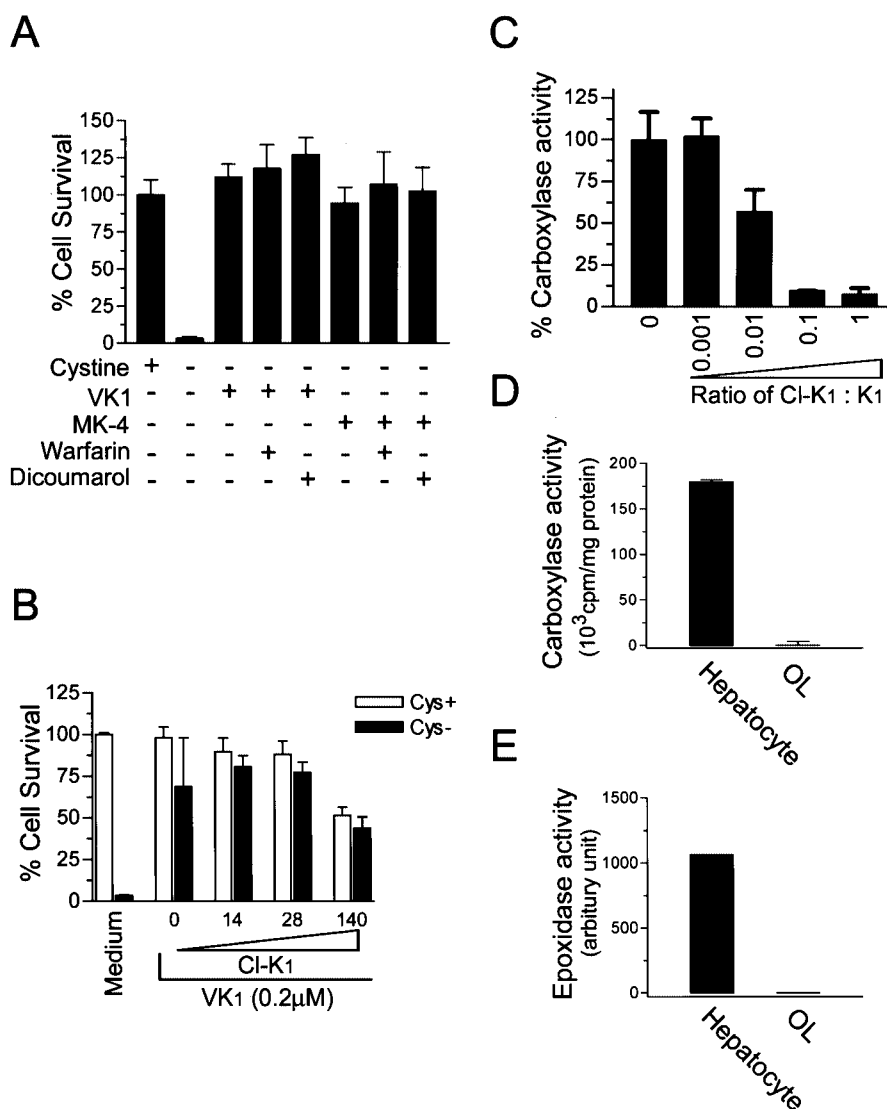 A
% Cell Survival
150
125
100
75
50
25
0
Cystine + - - - - - - -
VK1 - - + + + - - -
MK-4 - - - - - + + +
Warfarin - - - + - - + -
Dicoumarol - - - - + - - +
B
% Cell Survival
125
100
75
50
25
0
Cys+
Cys-
Medium
0 14 28 140
Cl-K1
VK1 (0.2μM)
C
% Carboxylase activity
125
100
75
50
25
0
0 0.001 0.01 0.1 1
Ratio of Cl-K1 : K1
D
Carboxylase activity
(10³cpm/mg protein)
180
150
100
50
0
Hepatocyte
OL
E
Epoxidase activity
(arbitury unit)
1500
1000
500
0
Hepatocyte
OL